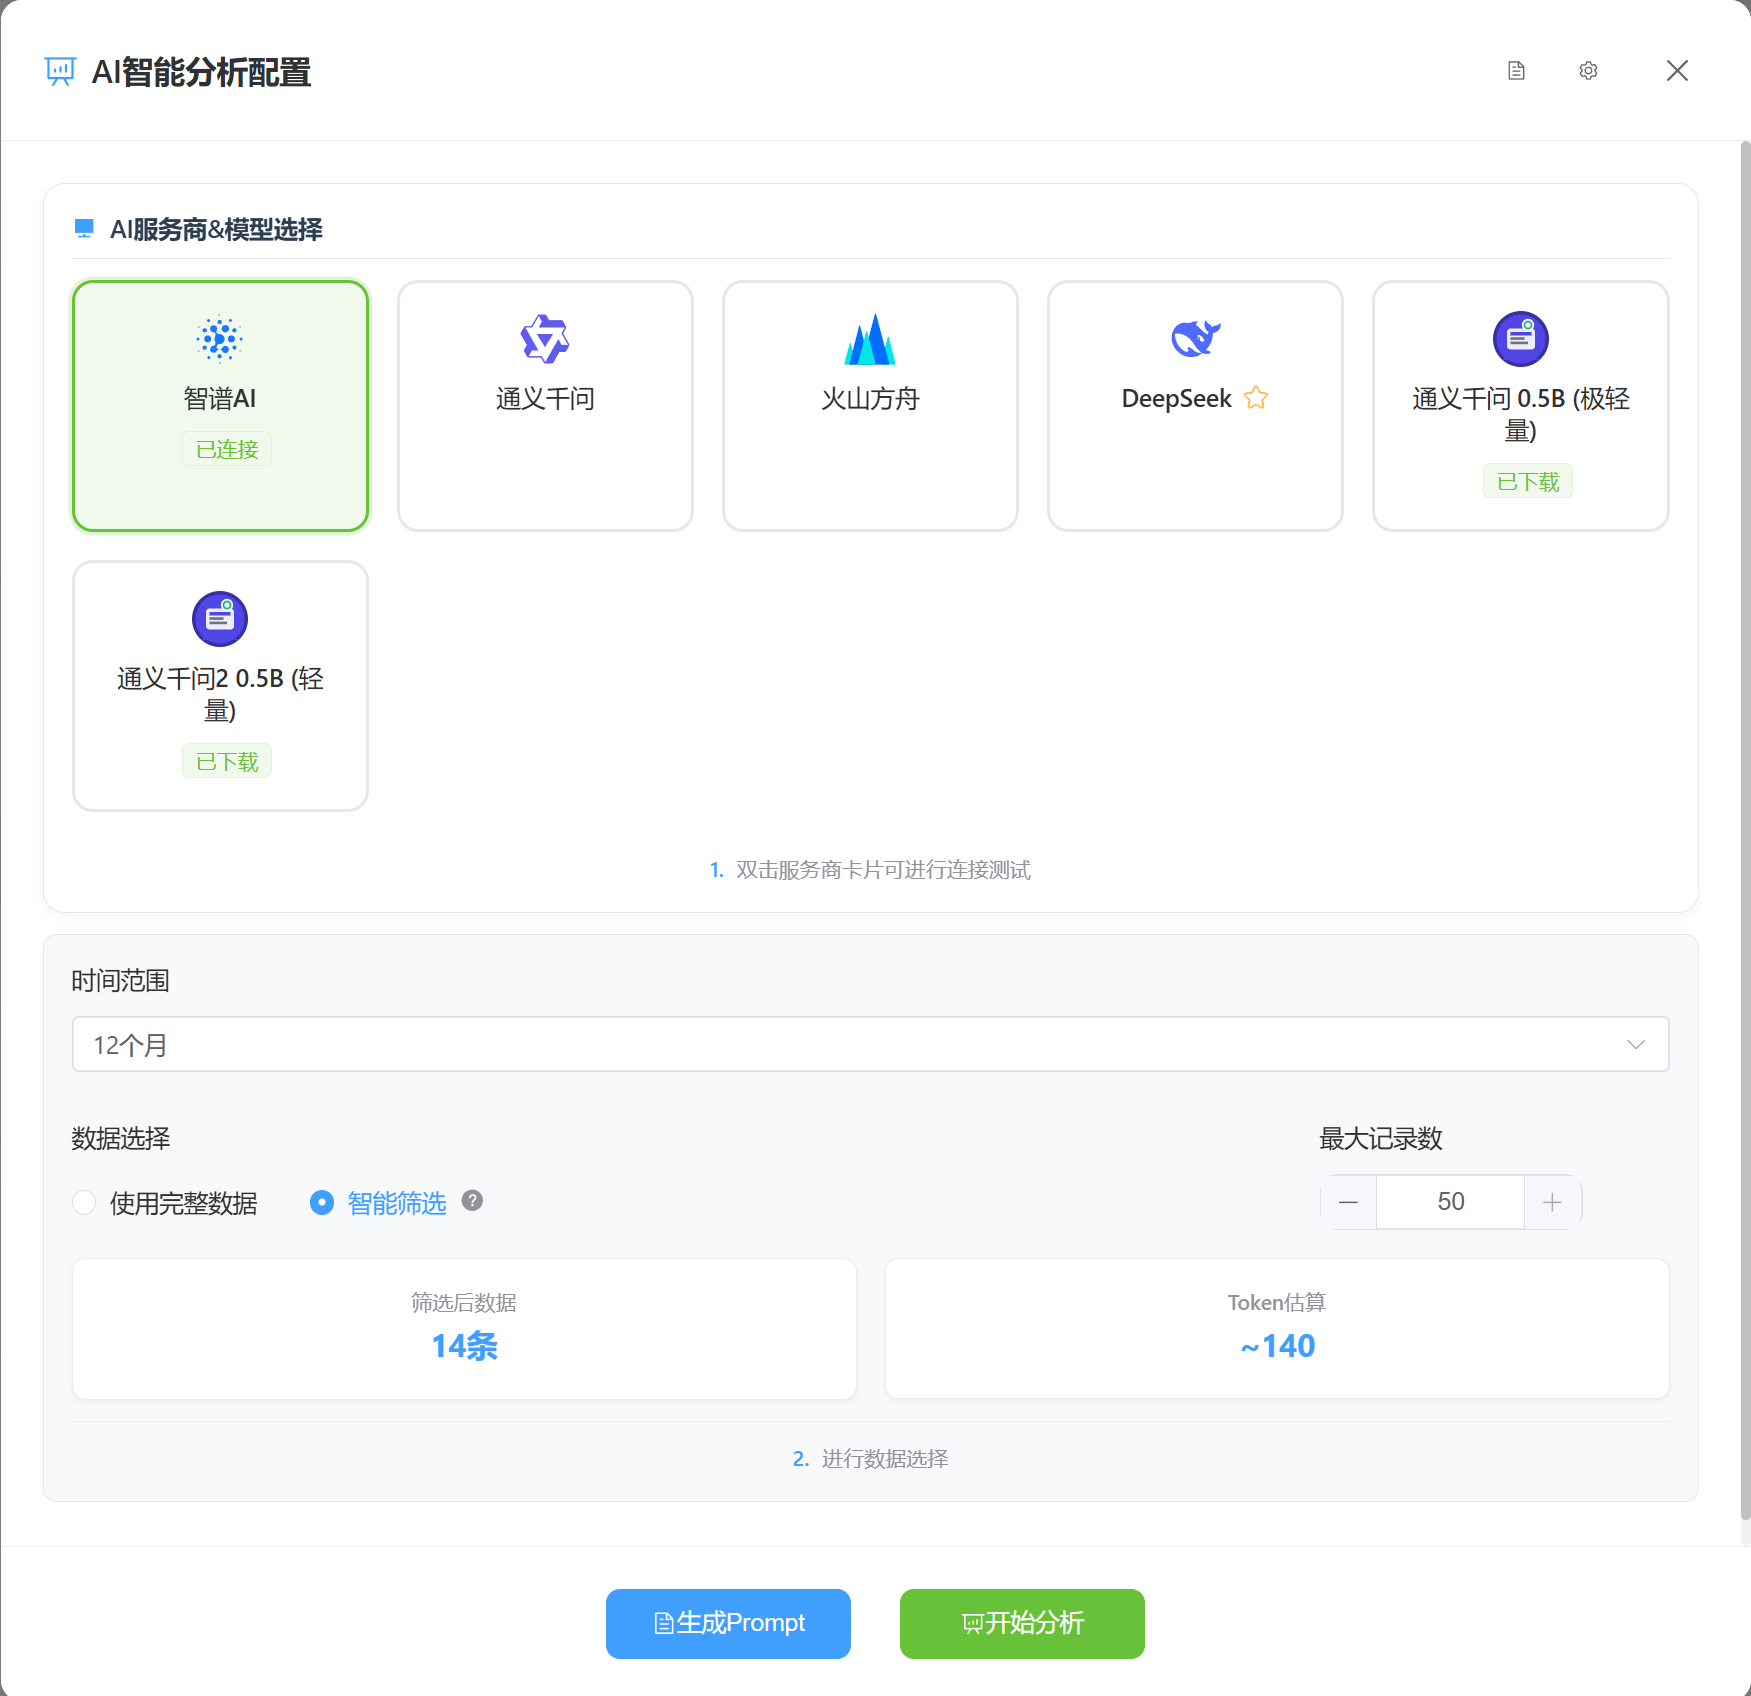 AI智能分析配置
AI服务商&模型选择
智谱AI
已连接
通义千问
火山方舟
DeepSeek
通义千问 0.5B (极轻
量)
已下载
通义千问2 0.5B (轻
量)
已下载
1. 双击服务商卡片可进行连接测试
时间范围
12个月
数据选择
最大记录数
使用完整数据
智能筛选
?
50
筛选后数据
14条
Token估算
~140
2. 进行数据选择
生成Prompt
开始分析